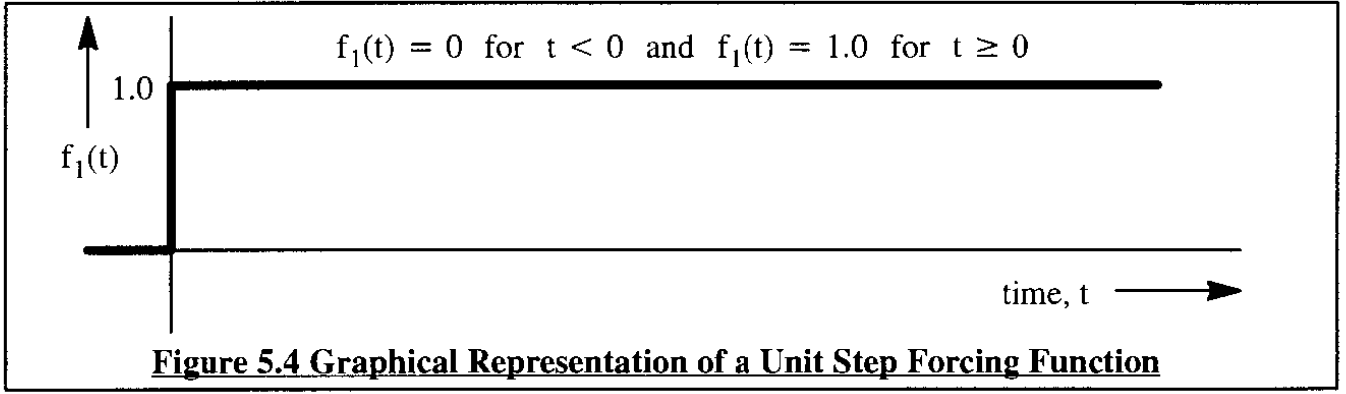 f₁(t) = 0 for t < 0 and f₁(t) = 1.0 for t ≥ 0
1.0
f₁(t)
time, t
Figure 5.4 Graphical Representation of a Unit Step Forcing Function